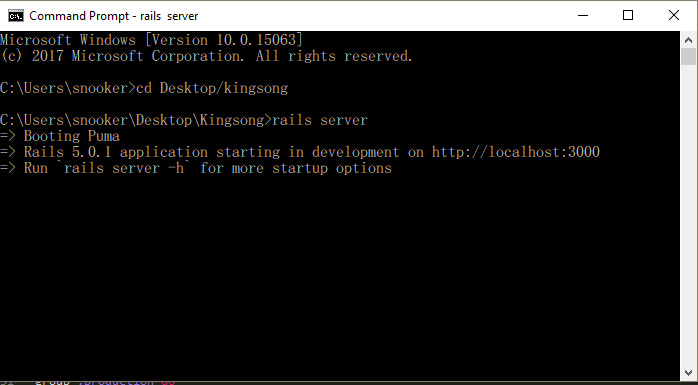 Command Prompt - rails  server
Microsoft Windows [Version 10.0.15063]
(c) 2017 Microsoft Corporation. All rights reserved.
C:\Users\snooker>cd Desktop/kingsong
C:\Users\snooker\Desktop\Kingsong>rails server
=> Booting Puma
=> Rails 5.0.1 application starting in development on http://localhost:3000
=> Run `rails server -h` for more startup options